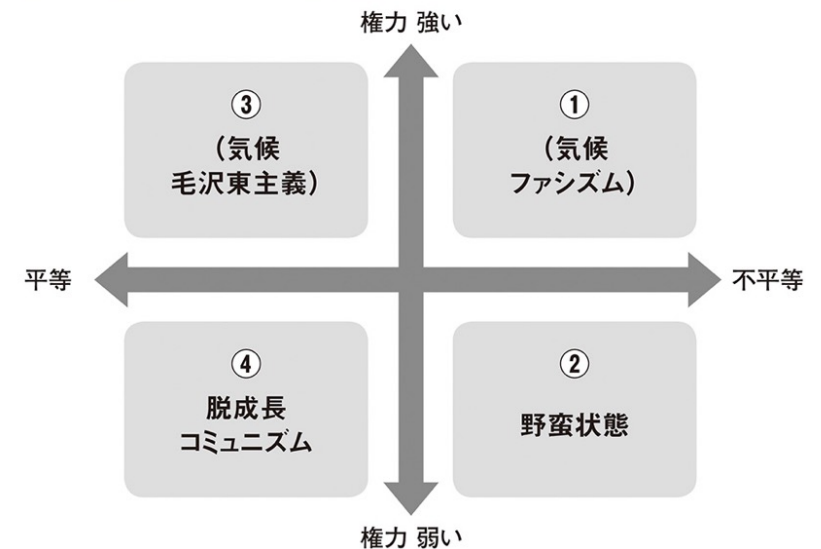 権力 強い
③
(気候
毛沢東主義)
①
(気候
ファシズム)
平等
不平等
④
脱成長
コミュニズム
②
野蛮状態
権力 弱い